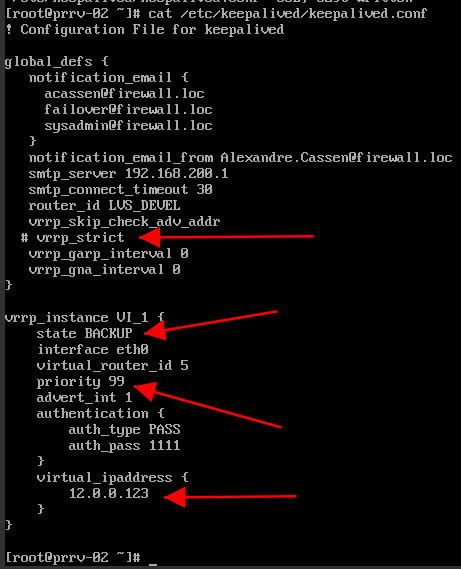 [root@prrv-02 ~]# cat /etc/keepalived/keepalived.conf
! Configuration File for keepalived

global_defs {
   notification_email {
     acassen@firewall.loc
     failover@firewall.loc
     sysadmin@firewall.loc
   }
   notification_email_from Alexandre.Cassen@firewall.loc
   smtp_server 192.168.200.1
   smtp_connect_timeout 30
   router_id LVS_DEVEL
   vrrp_skip_check_adv_addr
  # vrrp_strict
   vrrp_garp_interval 0
   vrrp_gna_interval 0
}

vrrp_instance VI_1 {
    state BACKUP
    interface eth0
    virtual_router_id 5
    priority 99
    advert_int 1
    authentication {
        auth_type PASS
        auth_pass 1111
    }
    virtual_ipaddress {
        12.0.0.123
    }
}

[root@prrv-02 ~]# _